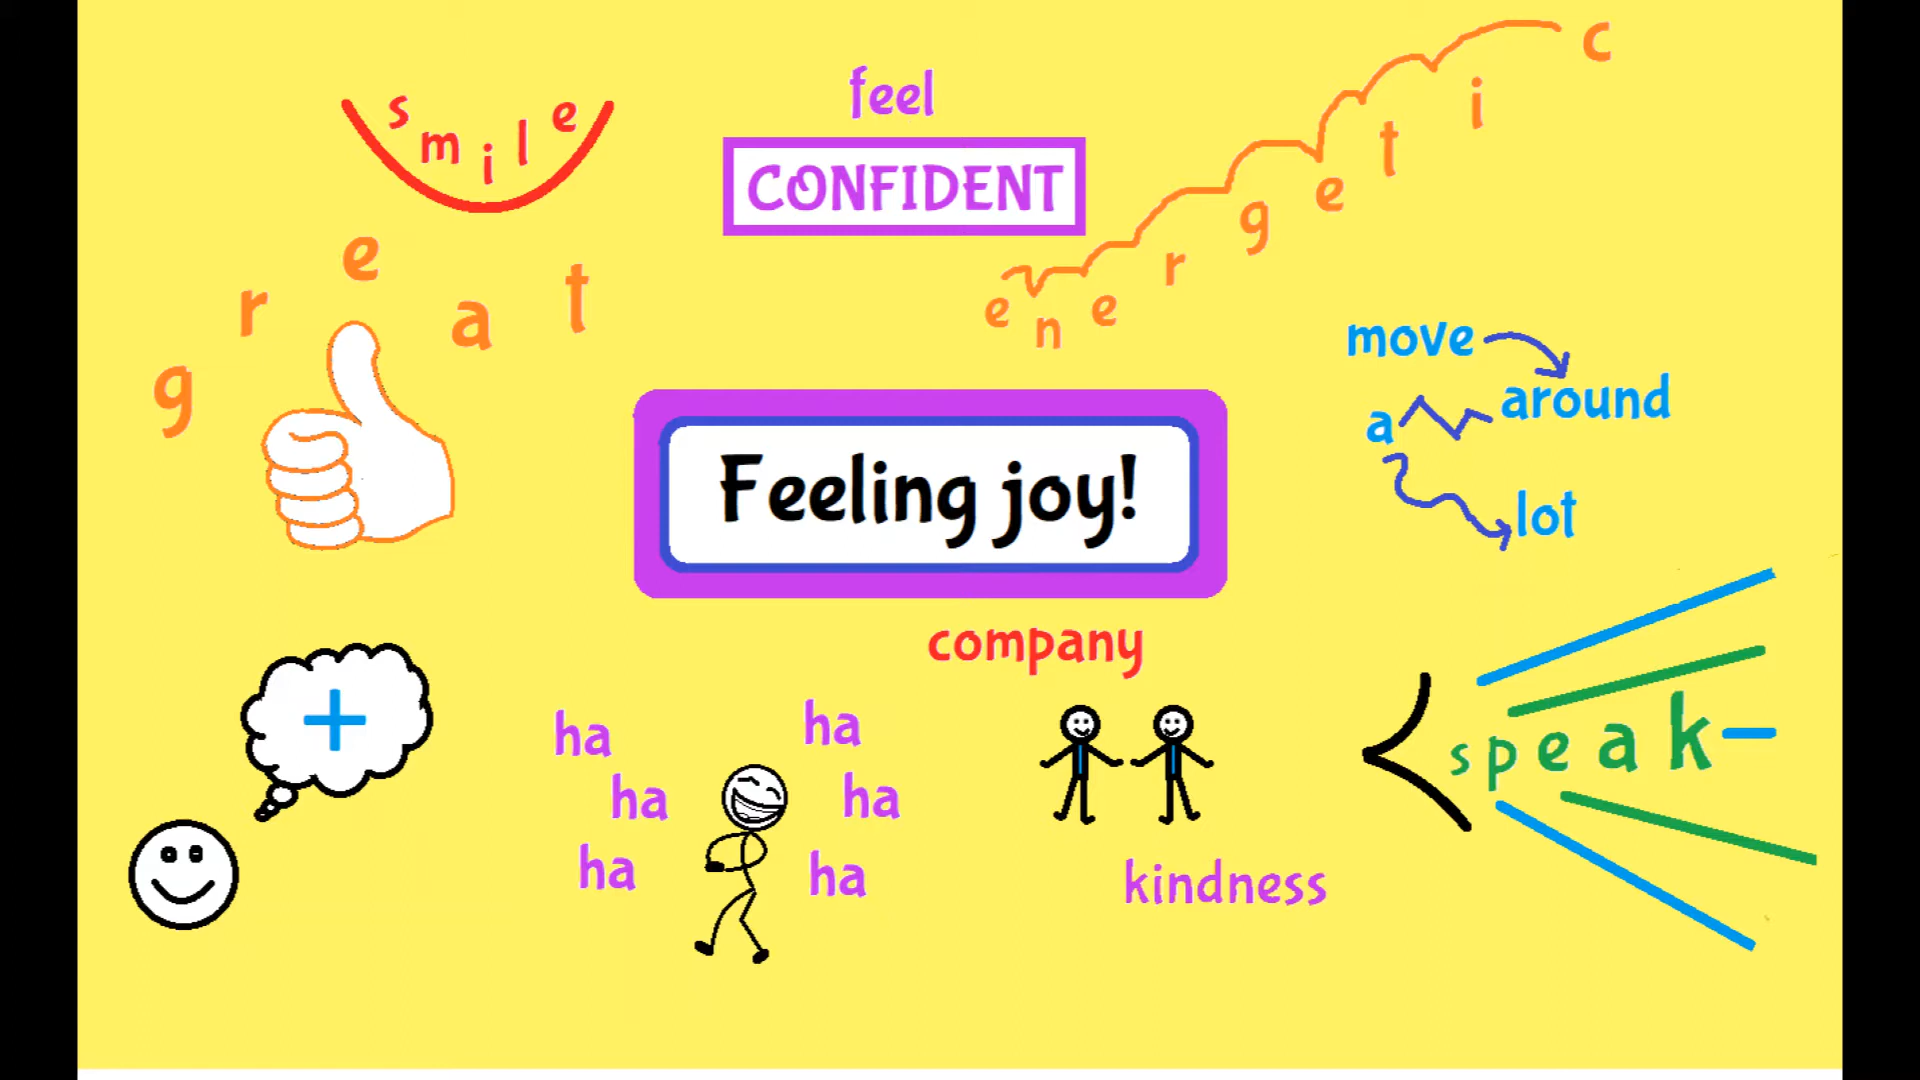 smile
feel
CONFIDENT
energetic
great
move
around
a
lot
Feeling joy!
company
+
ha
ha
ha
ha
ha
ha
speak
kindness